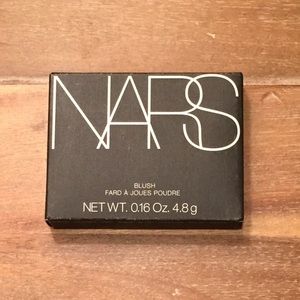 NARS
BLUSH
FARD À JOUES POUDRE
NET WT. 0.16 Oz. 4.8 g